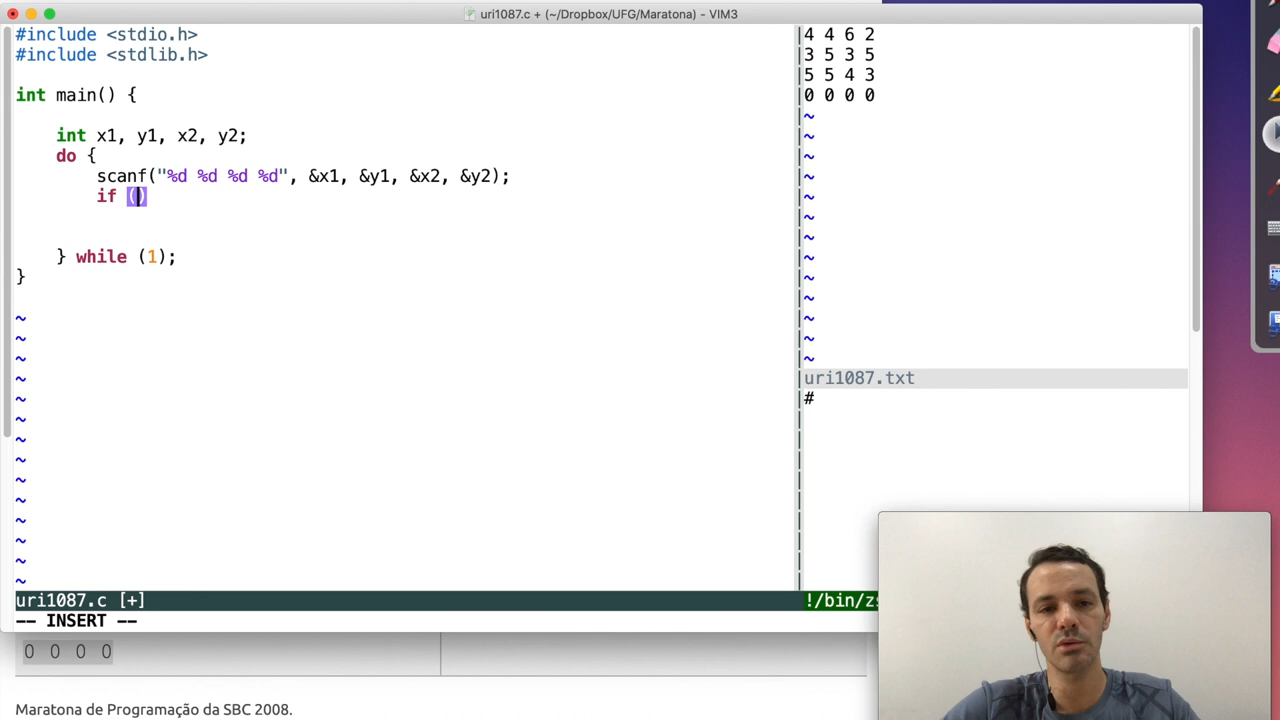 uri1087.c + (~/Dropbox/UFG/Maratona) - VIM3
#include <stdio.h>
#include <stdlib.h>
int main() {
int x1, y1, x2, y2;
do {
scanf("%d %d %d %d", &x1, &y1, &x2, &y2);
if ()
} while (1);
}
~
~
~
~
~
~
~
~
~
~
~
~
~
~
uri1087.c [+]
-- INSERT --
4 4 6 2
3 5 3 5
5 5 4 3
0 0 0 0
~
~
~
~
~
~
~
~
~
~
~
~
~
uri1087.txt
#
!/bin/zs
0 0 0 0
Maratona de Programação da SBC 2008.